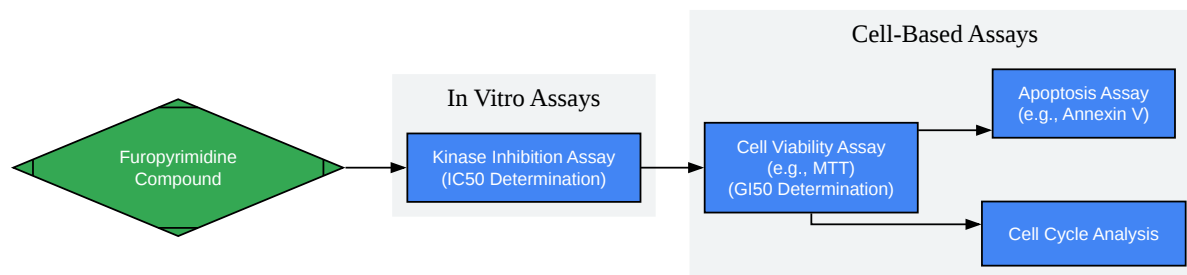 Furopyrimidine
Compound
In Vitro Assays
Kinase Inhibition Assay
(IC50 Determination)
Cell-Based Assays
Cell Viability Assay
(e.g., MTT)
(GI50 Determination)
Apoptosis Assay
(e.g., Annexin V)
Cell Cycle Analysis